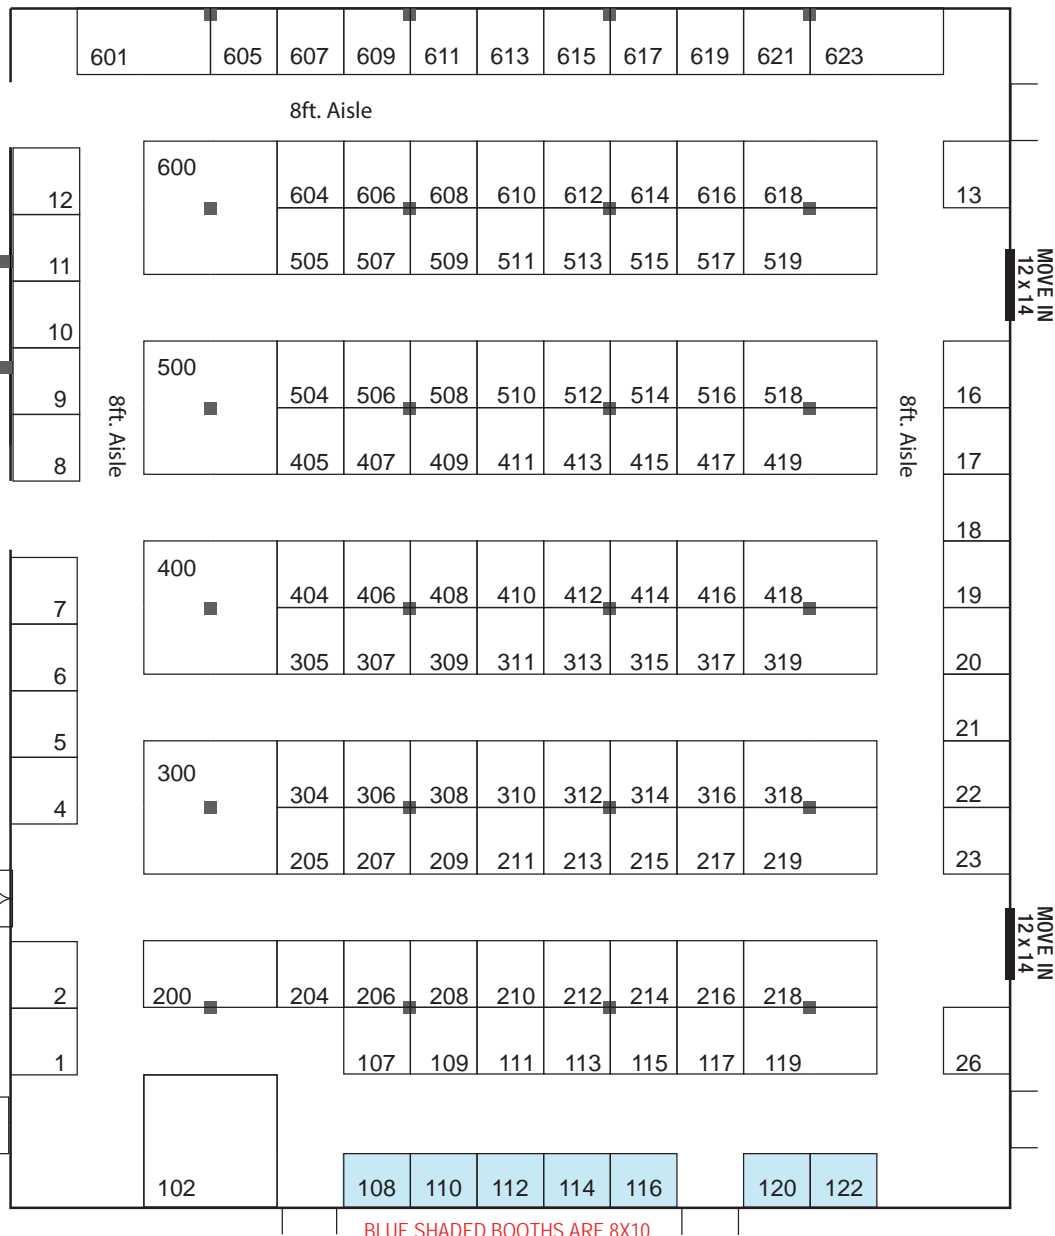 601 605 607 609 611 613 615 617 619 621 623
8ft. Aisle
600 604 606 608 610 612 614 616 618
12 13
505 507 509 511 513 515 517 519
11
MOVE IN
12 x 14
10
500 504 506 508 510 512 514 516 518
9 16
8ft. Aisle
8ft. Aisle
405 407 409 411 413 415 417 419
8 17
18
400 404 406 408 410 412 414 416 418
7 19
305 307 309 311 313 315 317 319
6 20
5 21
300 304 306 308 310 312 314 316 318
4 22
205 207 209 211 213 215 217 219
23
MOVE IN
12 x 14
2 200 204 206 208 210 212 214 216 218
1 107 109 111 113 115 117 119 26
102 108 110 112 114 116 120 122
BLUE SHADED BOOTHS ARE 8X10